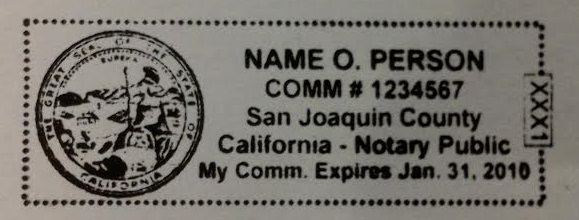 THE GREAT SEAL OF THE STATE OF CALIFORNIA
EUREKA
NAME O. PERSON
COMM # 1234567
San Joaquin County
California - Notary Public
My Comm. Expires Jan. 31, 2010
XXX1